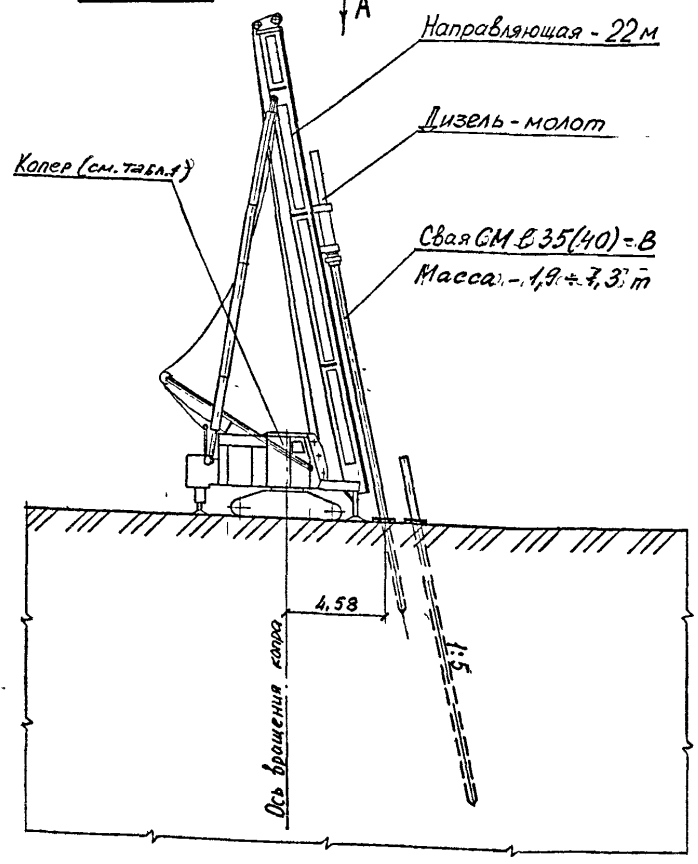 А
Направляющая - 22 м
Дизель - молот
Копер (см. табл.1)
Свая СМ В 35(40) = В
Масса - 1,9 ÷ 7,3 т
4.58
1:5
Ось вращения копра